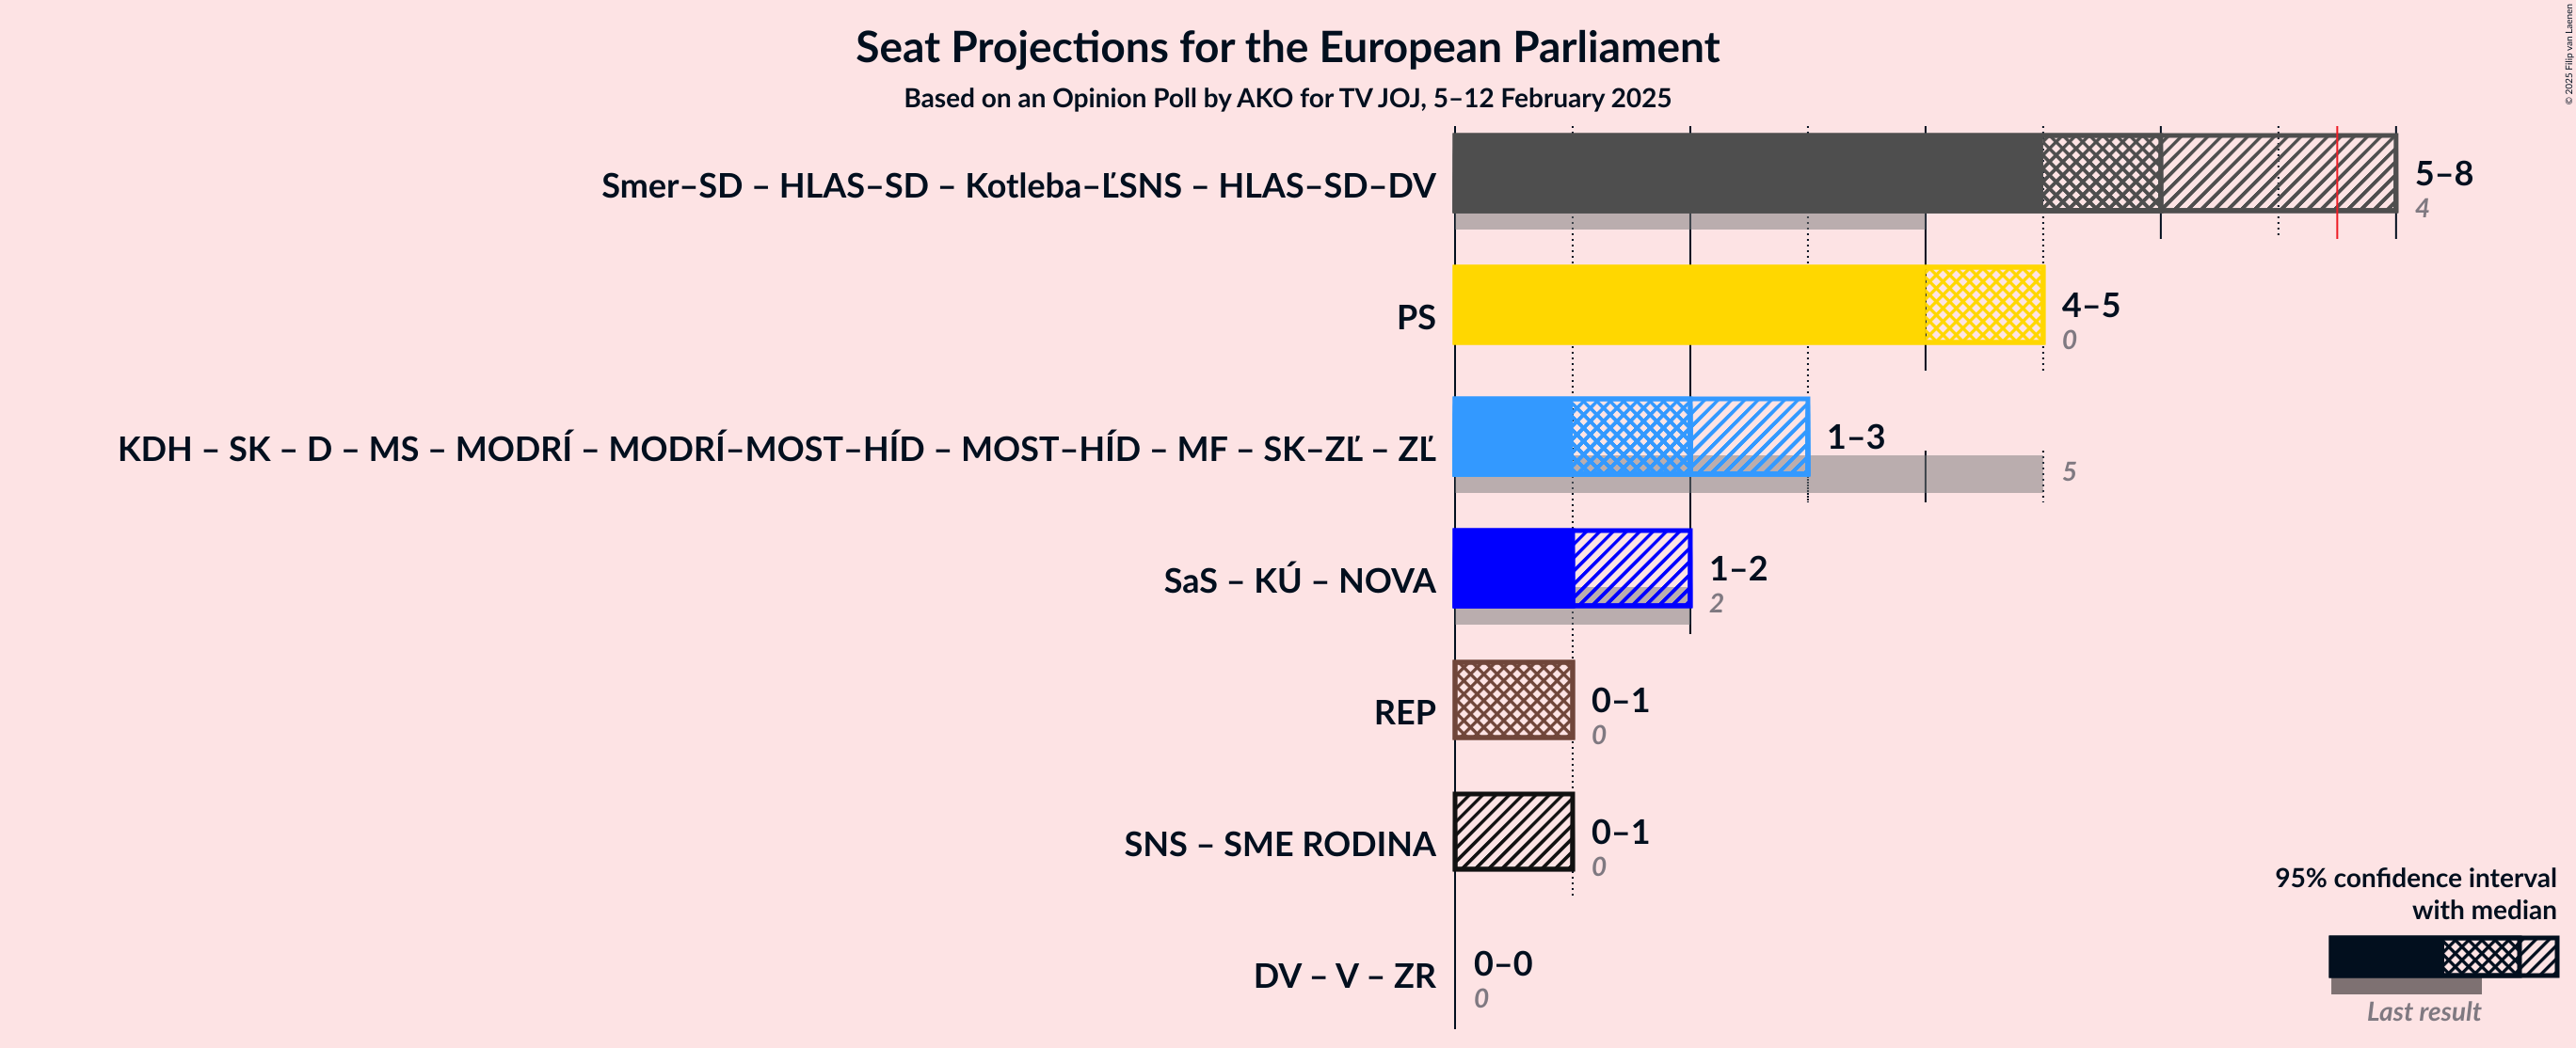 Seat Projections for the European Parliament
Based on an Opinion Poll by AKO for TV JOJ, 5–12 February 2025
© 2025 Filip van Laenen
Smer–SD – HLAS–SD – Kotleba–ĽSNS – HLAS–SD–DV
5–8
4
PS
4–5
0
KDH – SK – D – MS – MODRÍ – MODRÍ–MOST–HÍD – MOST–HÍD – MF – SK–ZĽ – ZĽ
1–3
5
SaS – KÚ – NOVA
1–2
2
REP
0–1
0
SNS – SME RODINA
0–1
0
DV – V – ZR
0–0
0
95% confidence interval
with median
Last result